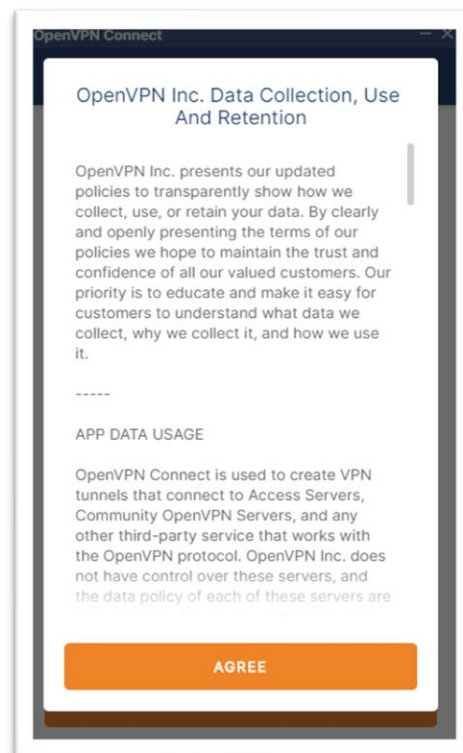 OpenVPN Connect
OpenVPN Inc. Data Collection, Use
And Retention
OpenVPN Inc. presents our updated
policies to transparently show how we
collect, use, or retain your data. By clearly
and openly presenting the terms of our
policies we hope to maintain the trust and
confidence of all our valued customers. Our
priority is to educate and make it easy for
customers to understand what data we
collect, why we collect it, and how we use
it.
-----
APP DATA USAGE
OpenVPN Connect is used to create VPN
tunnels that connect to Access Servers,
Community OpenVPN Servers, and any
other third-party service that works with
the OpenVPN protocol. OpenVPN Inc. does
not have control over these servers, and
the data policy of each of these servers are
AGREE